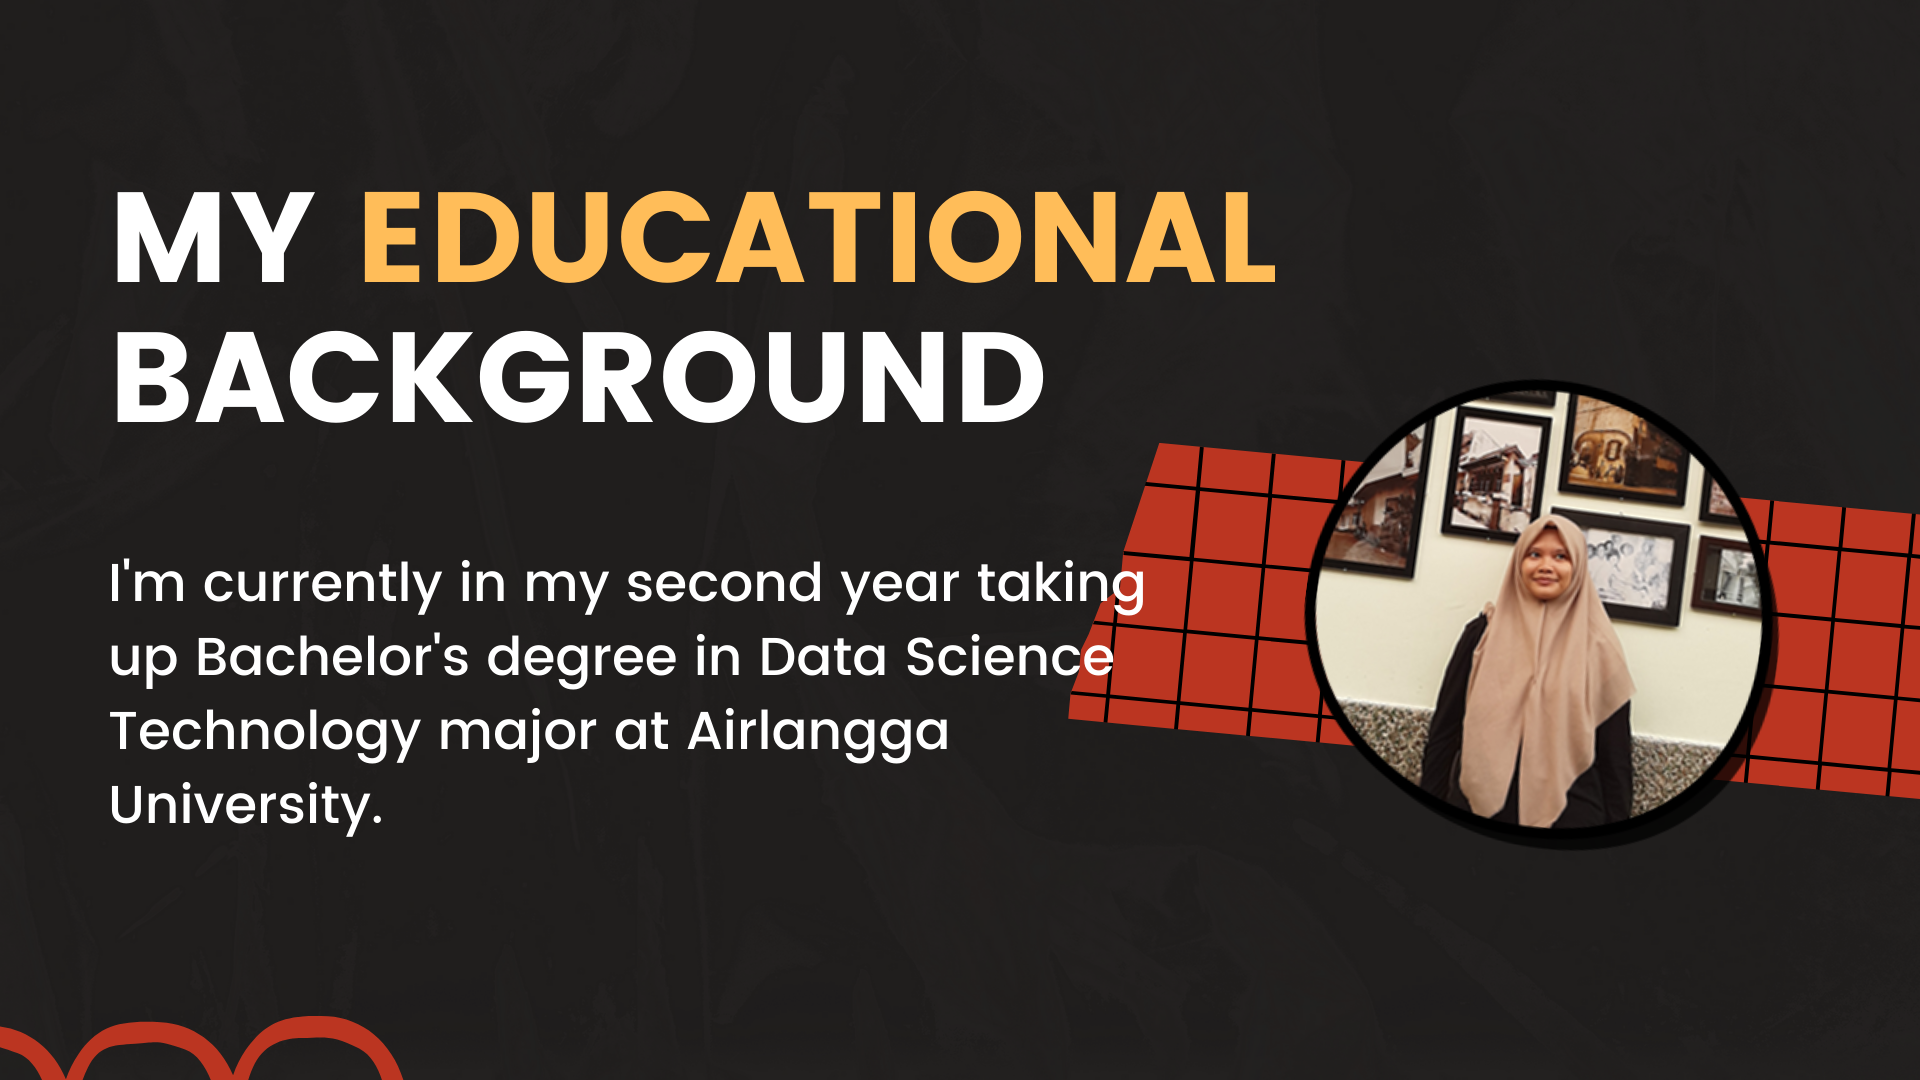 MY EDUCATIONAL
BACKGROUND
I'm currently in my second year taking
up Bachelor's degree in Data Science
Technology major at Airlangga
University.